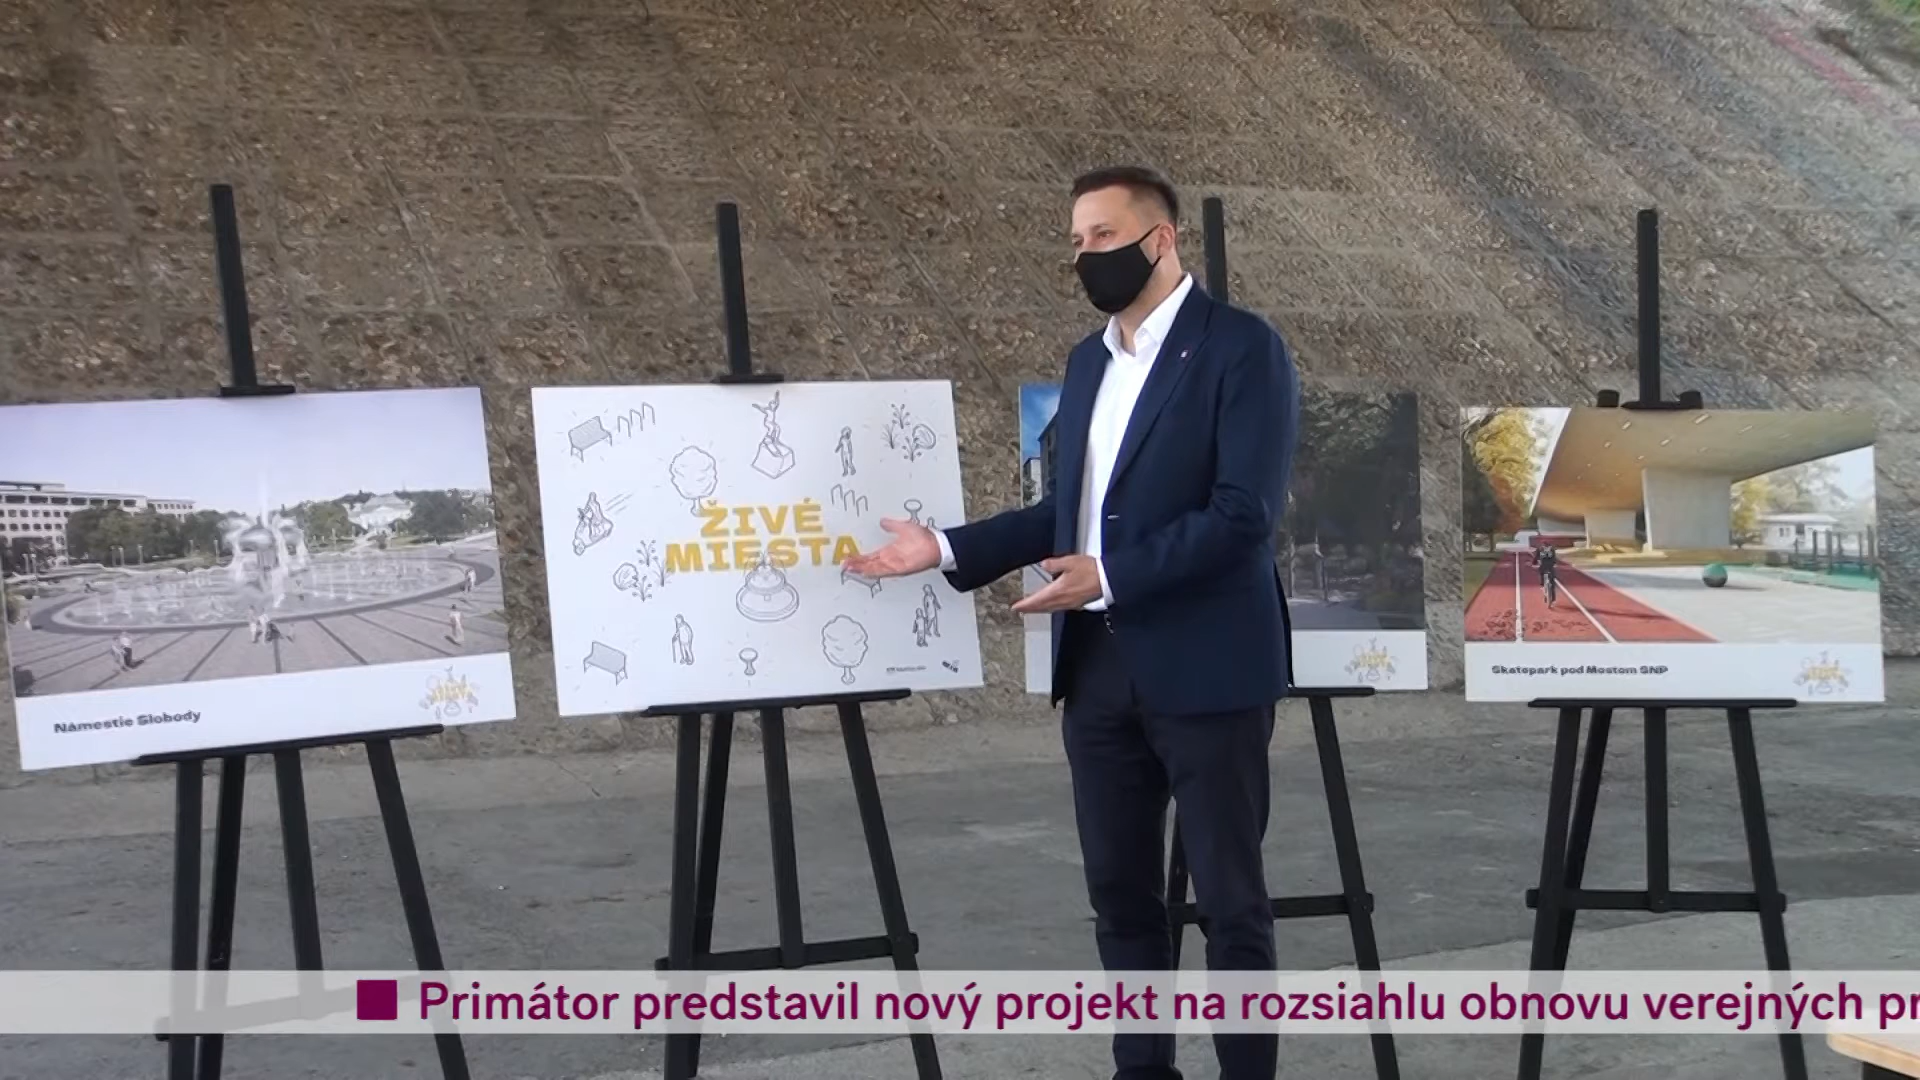 ŽIVÉ
MIESTA
Námestie Slobody
Skatepark pod Mostom SNP
Primátor predstavil nový projekt na rozsiahlu obnovu verejných pr